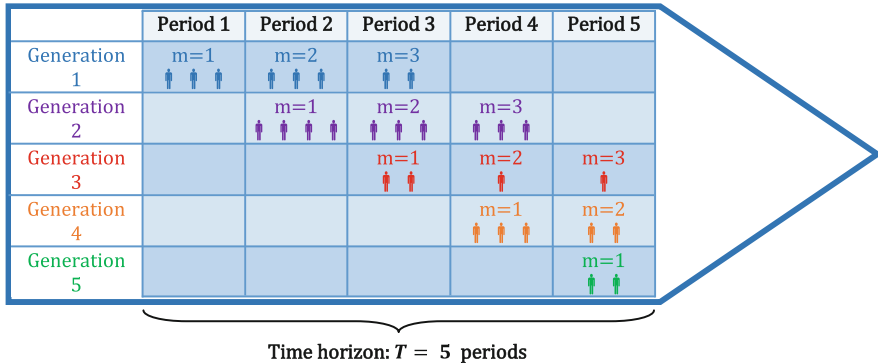 Period 1 Period 2 Period 3 Period 4 Period 5
Generation
1
m=1 m=2 m=3
Generation
2
m=1 m=2 m=3
Generation
3
m=1 m=2 m=3
Generation
4
m=1 m=2
Generation
5
m=1
Time horizon: T = 5 periods